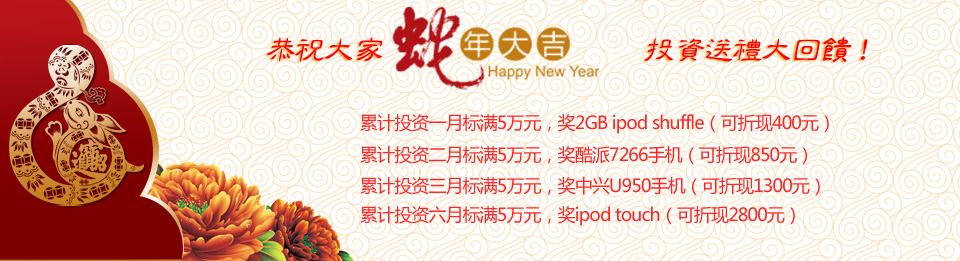 恭祝大家 蛇年大吉 投資送禮大回饋！
Happy New Year
累计投资一月标满5万元，奖2GB ipod shuffle（可折现400元）
累计投资二月标满5万元，奖酷派7266手机（可折现850元）
累计投资三月标满5万元，奖中兴U950手机（可折现1300元）
累计投资六月标满5万元，奖ipod touch（可折现2800元）